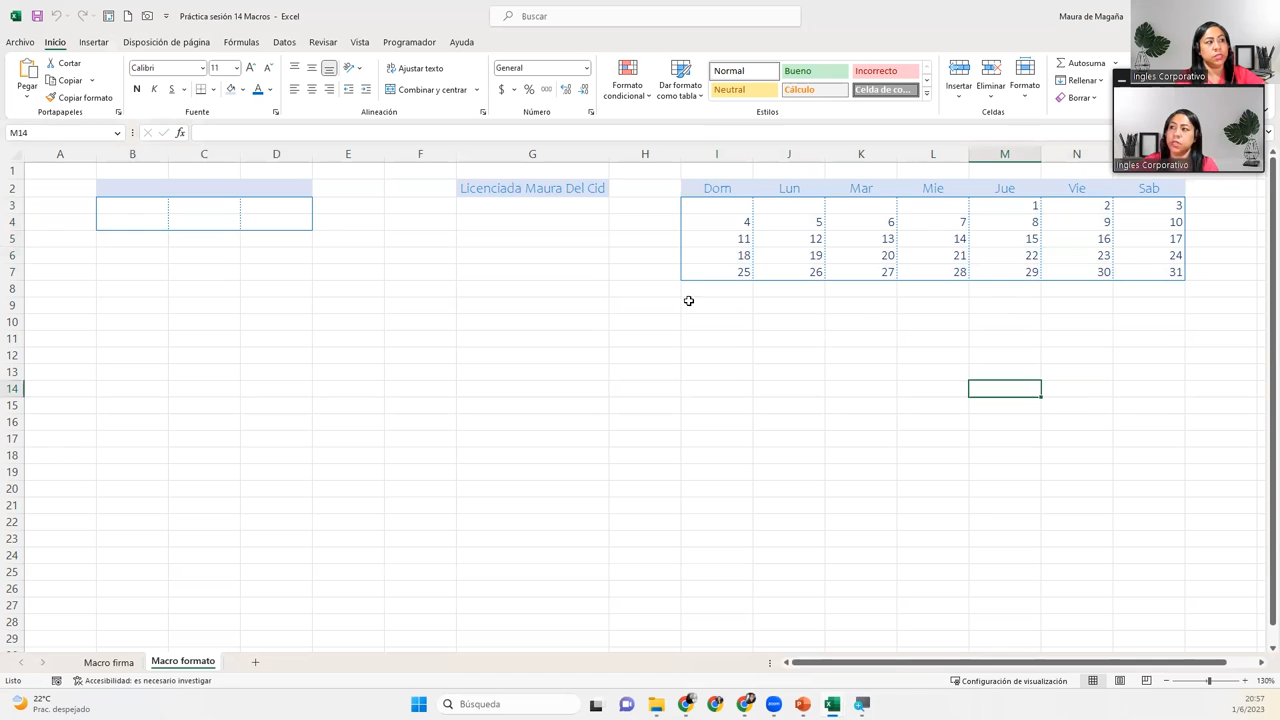 Práctica sesión 14 Macros - Excel
Buscar
Maura de Magaña
Archivo Inicio Insertar Disposición de página Fórmulas Datos Revisar Vista Programador Ayuda
Pegar
Cortar
Copiar
Copiar formato
Portapapeles
Calibri 11
N K S
Fuente
Ajustar texto
Combinar y centrar
Alineación
General
$ % 000
Número
Formato condicional
Dar formato como tabla
Normal Bueno Incorrecto
Neutral Cálculo Celda de co...
Estilos
Insertar Eliminar Formato
Celdas
Autosuma
Rellenar
Borrar
Ingles Corporativo
Ingles Corporativo
M14
fx
A B C D E F G H I J K L M N
1
2 Licenciada Maura Del Cid Dom Lun Mar Mie Jue Vie Sab
3 1 2 3
4 4 5 6 7 8 9 10
5 11 12 13 14 15 16 17
6 18 19 20 21 22 23 24
7 25 26 27 28 29 30 31
8
9
10
11
12
13
14
15
16
17
18
19
20
21
22
23
24
25
26
27
28
29
Macro firma Macro formato
Listo
Accesibilidad: es necesario investigar
Configuración de visualización
130%
22°C
Prac. despejado
Búsqueda
20:57
1/6/2023